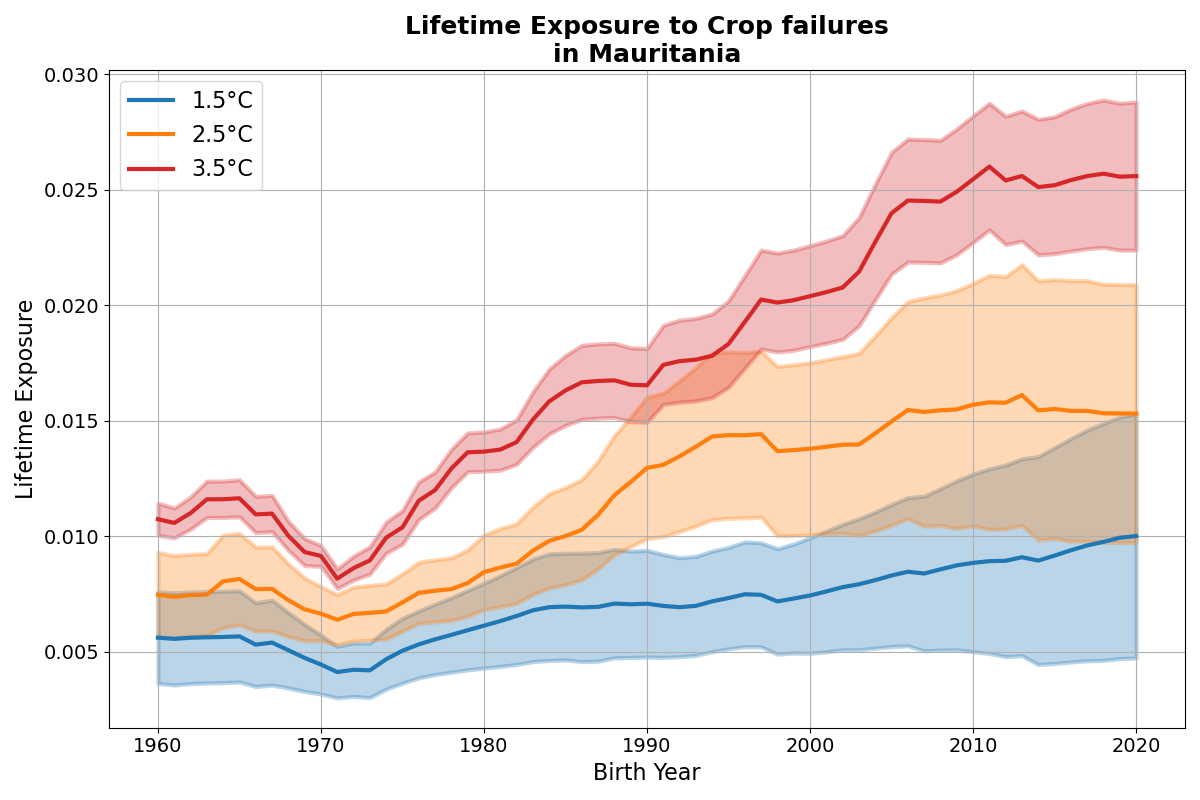 Lifetime Exposure to Crop failures
in Mauritania
1.5°C
2.5°C
3.5°C
Lifetime Exposure
0.030
0.025
0.020
0.015
0.010
0.005
1960 1970 1980 1990 2000 2010 2020
Birth Year